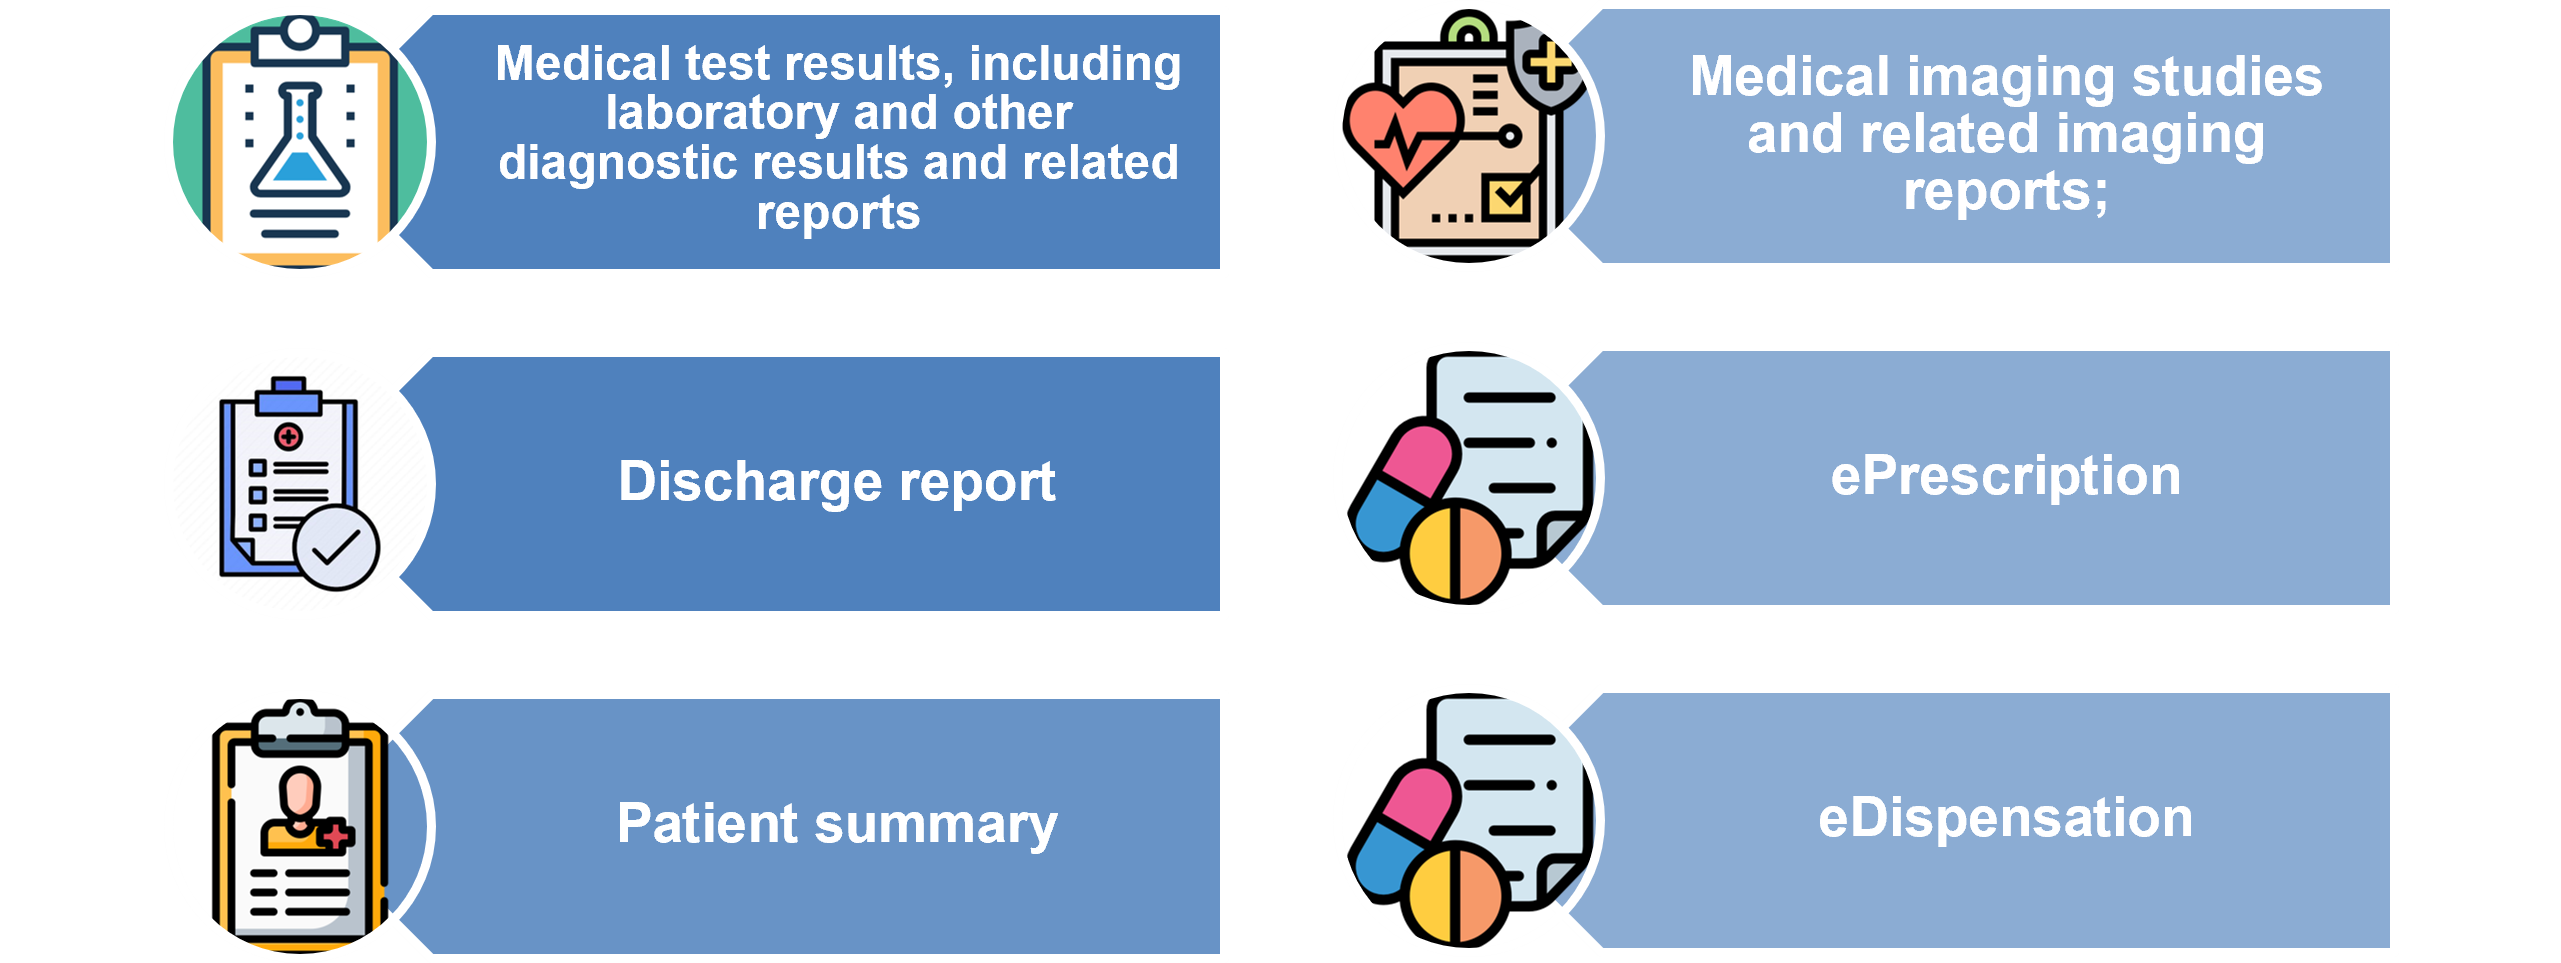 Medical test results, including
laboratory and other
diagnostic results and related
reports
Medical imaging studies
and related imaging
reports;
Discharge report
ePrescription
Patient summary
eDispensation